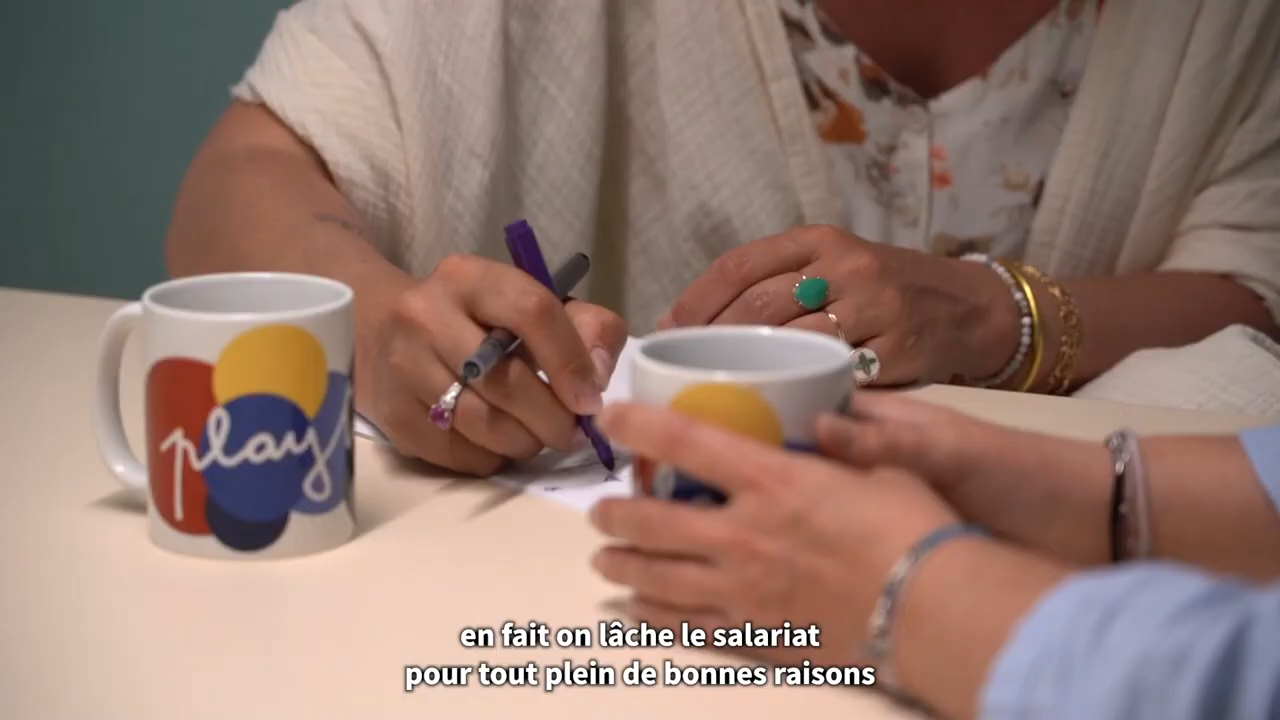 play
en fait on lâche le salariat
pour tout plein de bonnes raisons